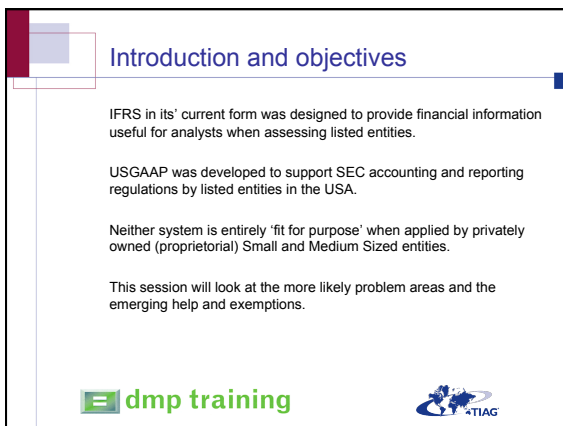 Introduction and objectives
IFRS in its' current form was designed to provide financial information
useful for analysts when assessing listed entities.
USGAAP was developed to support SEC accounting and reporting
regulations by listed entities in the USA.
Neither system is entirely 'fit for purpose' when applied by privately
owned (proprietorial) Small and Medium Sized entities.
This session will look at the more likely problem areas and the
emerging help and exemptions.
dmp training
TIAG